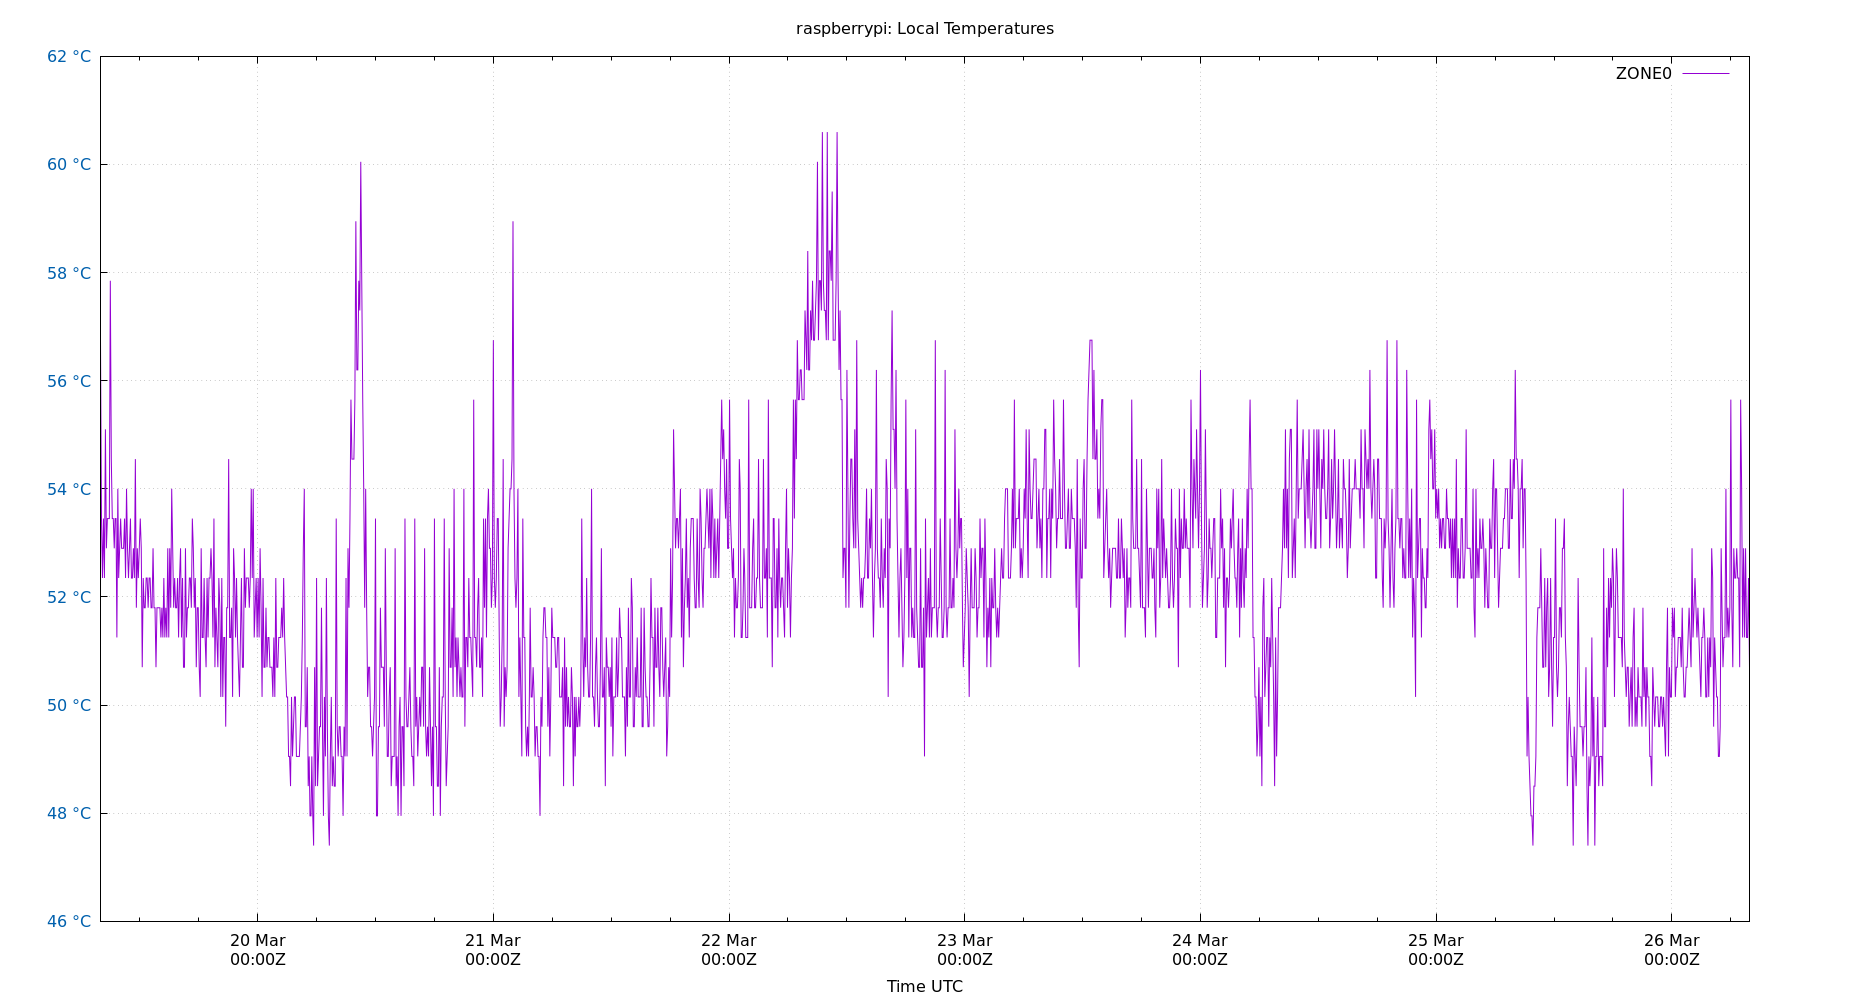 raspberrypi: Local Temperatures
ZONE0
62 °C
60 °C
58 °C
56 °C
54 °C
52 °C
50 °C
48 °C
46 °C
20 Mar 21 Mar 22 Mar 23 Mar 24 Mar 25 Mar 26 Mar
00:00Z 00:00Z 00:00Z 00:00Z 00:00Z 00:00Z 00:00Z
Time UTC